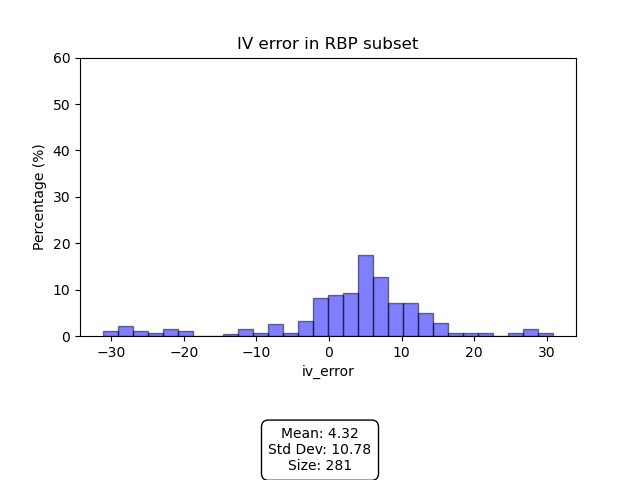 IV error in RBP subset
60
50
40
30
20
10
0
Percentage (%)
−30 −20 −10 0 10 20 30
iv_error
Mean: 4.32
Std Dev: 10.78
Size: 281